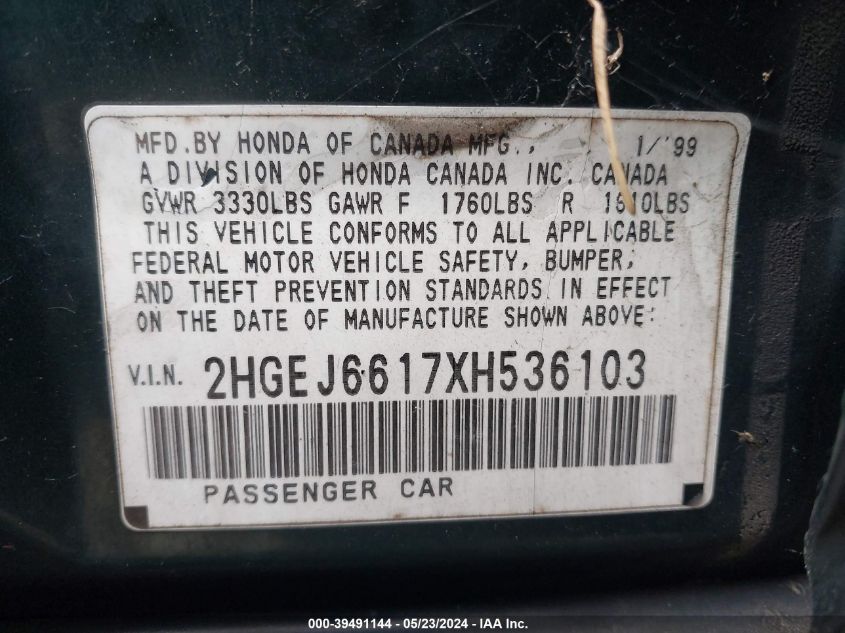 MFD.BY HONDA OF CANADA MFG., 1/'99
A DIVISION OF HONDA CANADA INC. CANADA
GVWR 3330LBS GAWR F 1760LBS R 1610LBS
THIS VEHICLE CONFORMS TO ALL APPLICABLE
FEDERAL MOTOR VEHICLE SAFETY, BUMPER,
AND THEFT PREVENTION STANDARDS IN EFFECT
ON THE DATE OF MANUFACTURE SHOWN ABOVE:
V.I.N. 2HGEJ6617XH536103
PASSENGER CAR
000-39491144 - 05/23/2024 - IAA Inc.